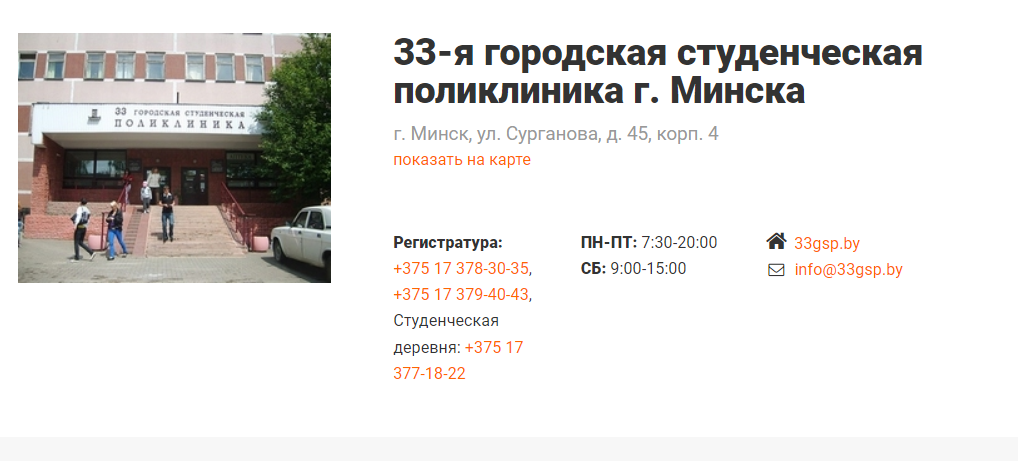 33 ГОРОДСКАЯ СТУДЕНЧЕСКАЯ
ПОЛИКЛИНИКА
33-я городская студенческая
поликлиника г. Минска
г. Минск, ул. Сурганова, д. 45, корп. 4
показать на карте
Регистратура:
+375 17 378-30-35,
+375 17 379-40-43,
Студенческая
деревня: +375 17
377-18-22
ПН-ПТ: 7:30-20:00
СБ: 9:00-15:00
33gsp.by
info@33gsp.by